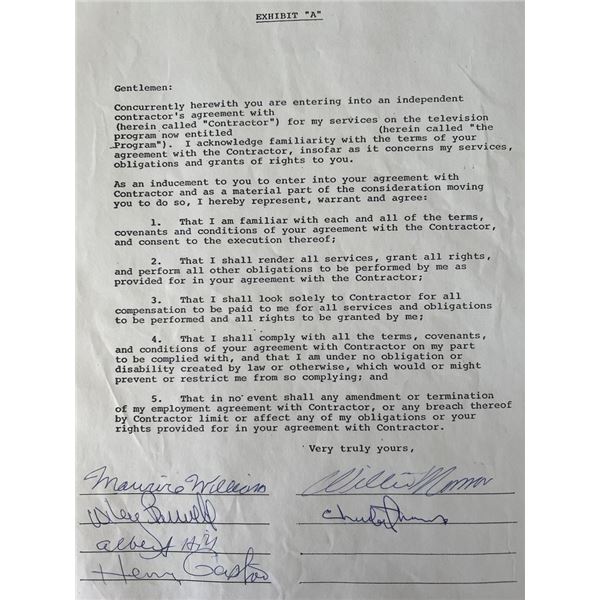 EXHIBIT "A"
Gentlemen:
Concurrently herewith you are entering into an independent
contractor's agreement with
(herein called "Contractor") for my services on the television
program now entitled (herein called "the
Program"). I acknowledge familiarity with the terms of your
agreement with the Contractor, insofar as it concerns my services,
obligations and grants of rights to you.
As an inducement to you to enter into your agreement with
Contractor and as a material part of the consideration moving
you to do so, I hereby represent, warrant and agree:
1. That I am familiar with each and all of the terms,
covenants and conditions of your agreement with the Contractor,
and consent to the execution thereof;
2. That I shall render all services, grant all rights,
and perform all other obligations to be performed by me as
provided for in your agreement with the Contractor;
3. That I shall look solely to Contractor for all
compensation to be paid to me for all services and obligations
to be performed and all rights to be granted by me;
4. That I shall comply with all the terms, covenants,
and conditions of your agreement with Contractor on my part
to be complied with, and that I am under no obligation or
disability created by law or otherwise, which would or might
prevent or restrict me from so complying; and
5. That in no event shall any amendment or termination
of my employment agreement with Contractor, or any breach thereof
by Contractor limit or affect any of my obligations or your
rights provided for in your agreement with Contractor.
Very truly yours,
Maurice Williams
Willie Morrow
Albert Hill
Henry Gaston